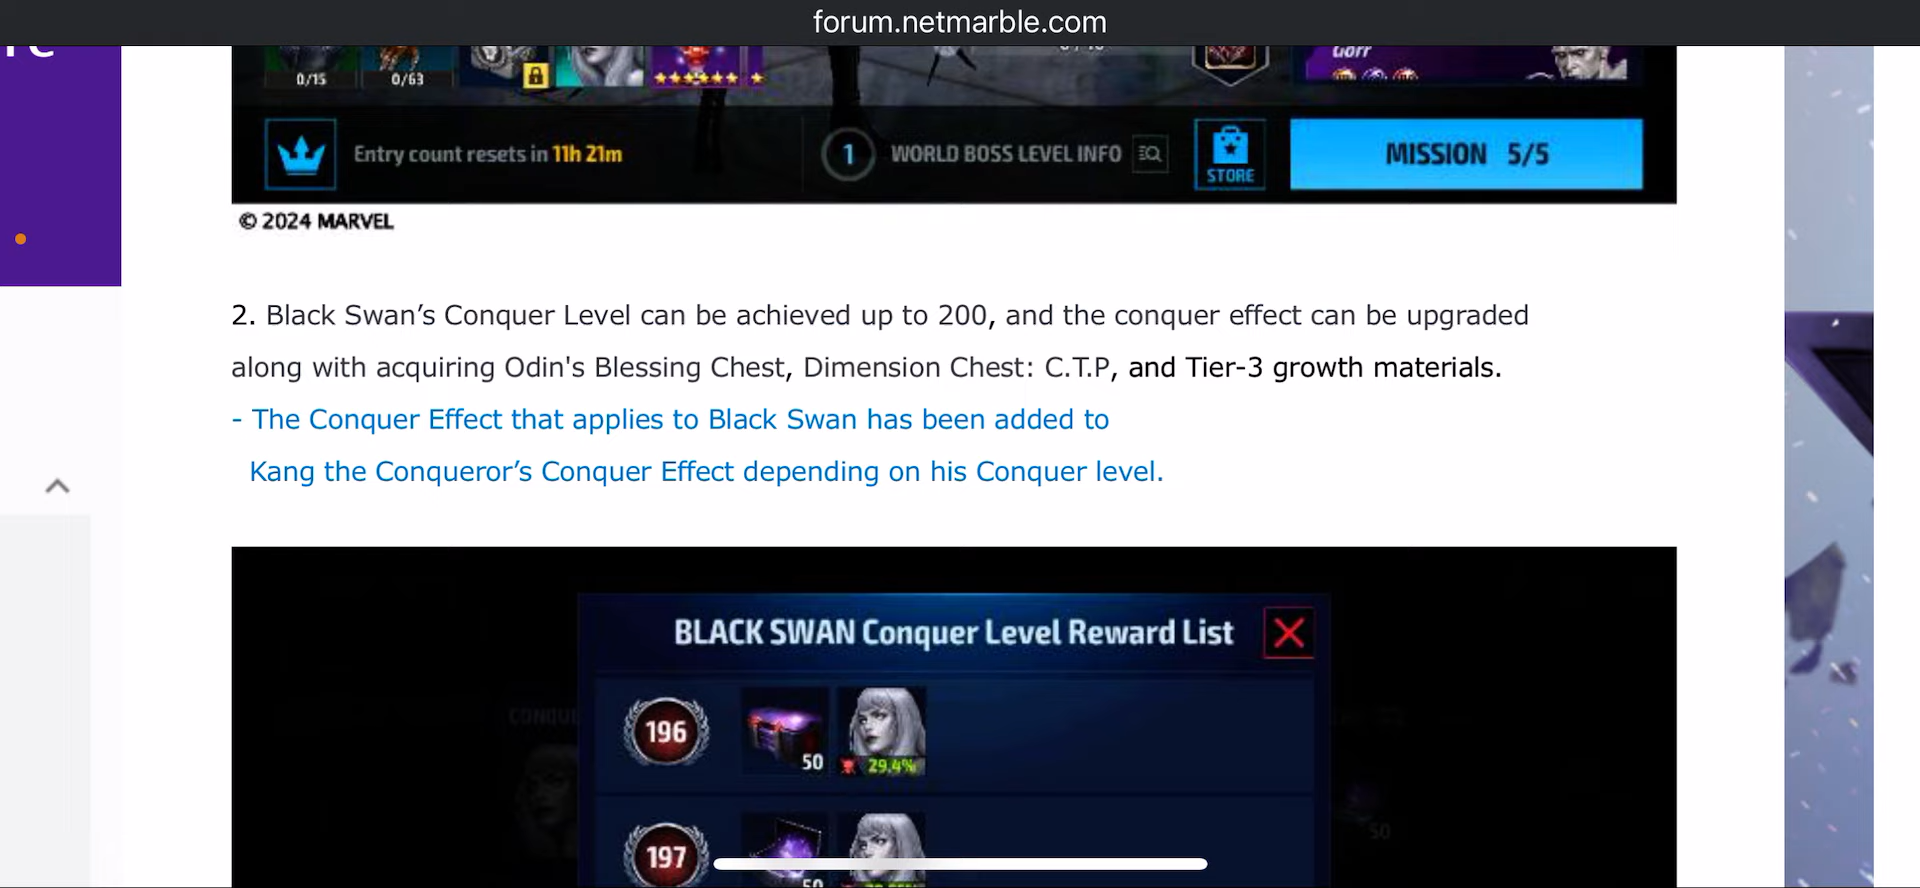 forum.netmarble.com
Gorr
0/15
0/63
Entry count resets in 11h 21m
1
WORLD BOSS LEVEL INFO
STORE
MISSION 5/5
© 2024 MARVEL
2. Black Swan’s Conquer Level can be achieved up to 200, and the conquer effect can be upgraded
along with acquiring Odin's Blessing Chest, Dimension Chest: C.T.P, and Tier-3 growth materials.
- The Conquer Effect that applies to Black Swan has been added to
Kang the Conqueror’s Conquer Effect depending on his Conquer level.
BLACK SWAN Conquer Level Reward List
196
50
29.4%
197
50